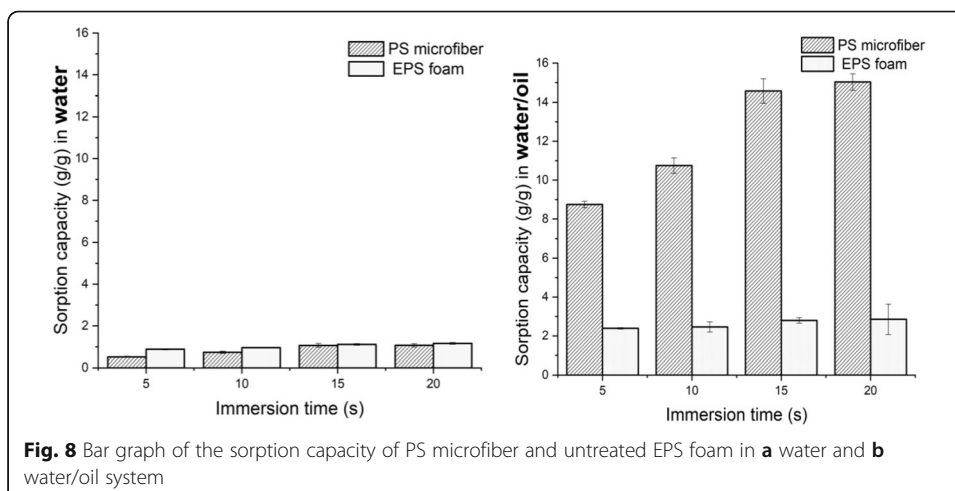 16
14
12
10
8
6
4
2
0
Sorption capacity (g/g) in water
PS microfiber
EPS foam
5 10 15 20
Immersion time (s)
16
14
12
10
8
6
4
2
0
Sorption capacity (g/g) in water/oil
PS microfiber
EPS foam
5 10 15 20
Immersion time (s)
Fig. 8 Bar graph of the sorption capacity of PS microfiber and untreated EPS foam in a water and b
water/oil system